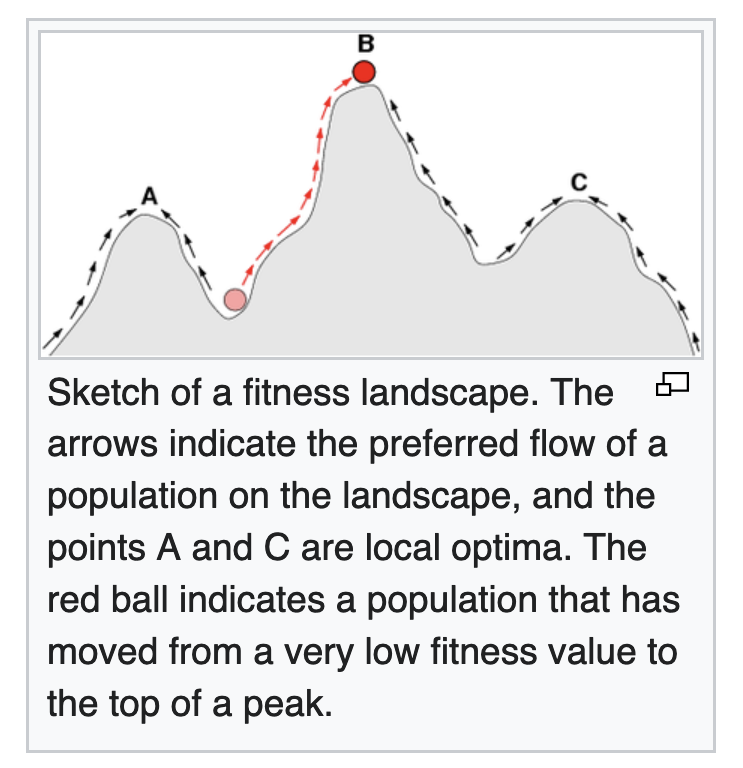 B
A
C
Sketch of a fitness landscape. The
arrows indicate the preferred flow of a
population on the landscape, and the
points A and C are local optima. The
red ball indicates a population that has
moved from a very low fitness value to
the top of a peak.